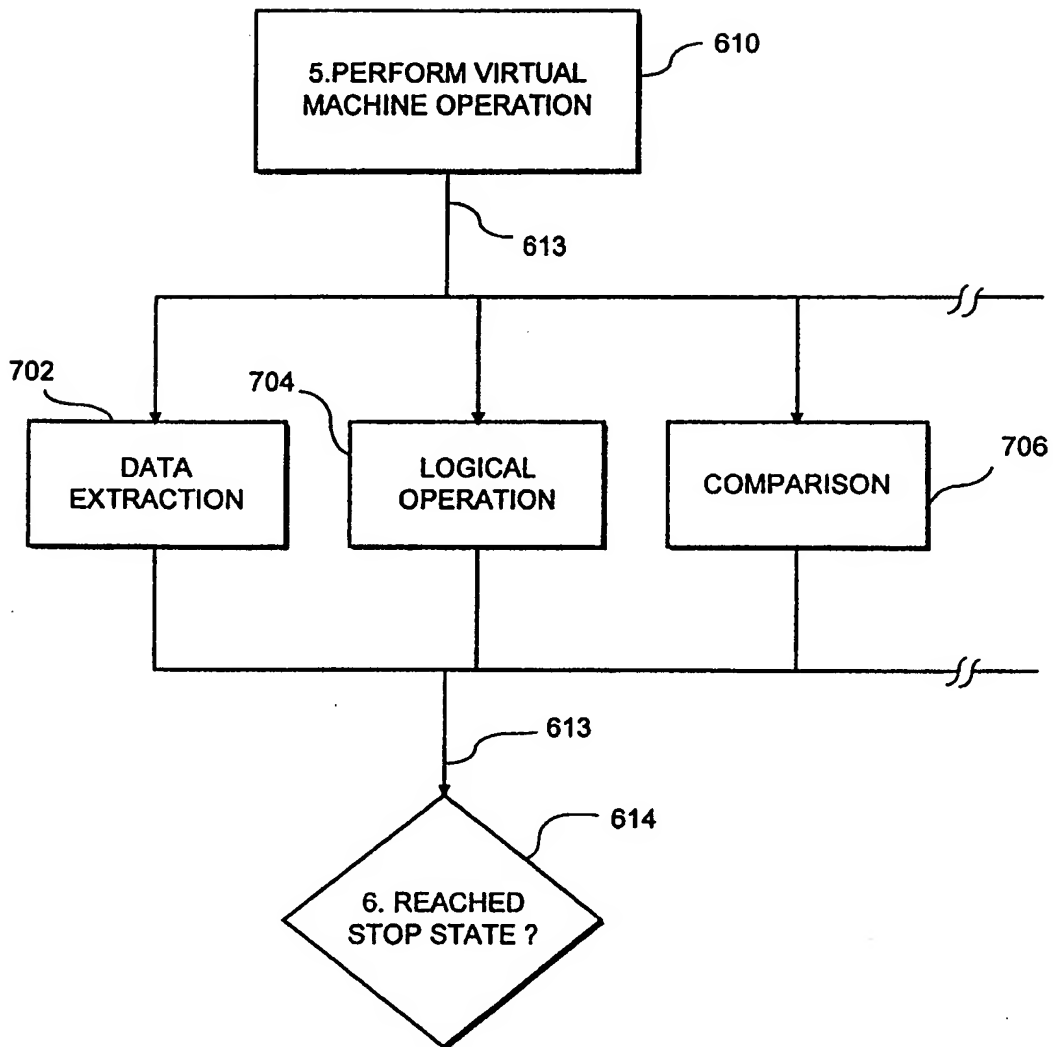 610
5.PERFORM VIRTUAL
MACHINE OPERATION
613
702
704
706
DATA
EXTRACTION
LOGICAL
OPERATION
COMPARISON
613
614
6. REACHED
STOP STATE ?